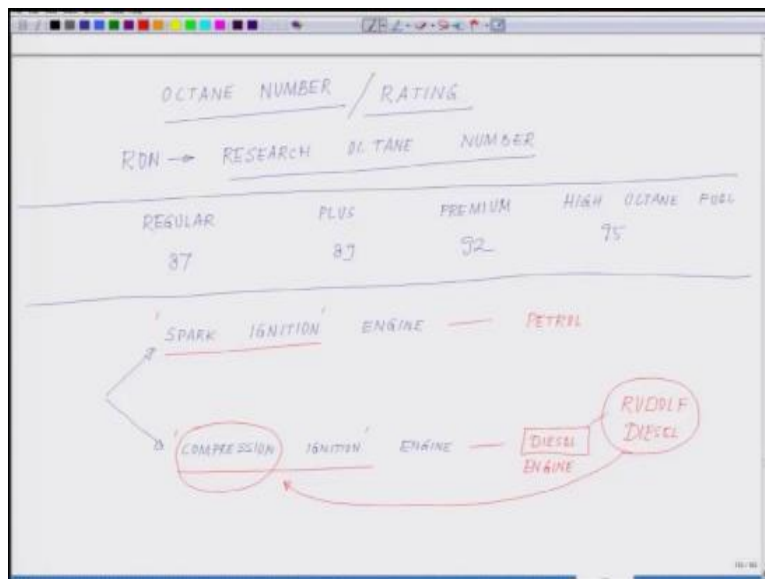 OCTANE NUMBER / RATING
RON → RESEARCH OCTANE NUMBER
REGULAR PLUS PREMIUM HIGH OCTANE FUEL
87 89 92 95
'SPARK IGNITION' ENGINE — PETROL
'COMPRESSION IGNITION' ENGINE — DIESEL ENGINE
RUDOLF DIESEL